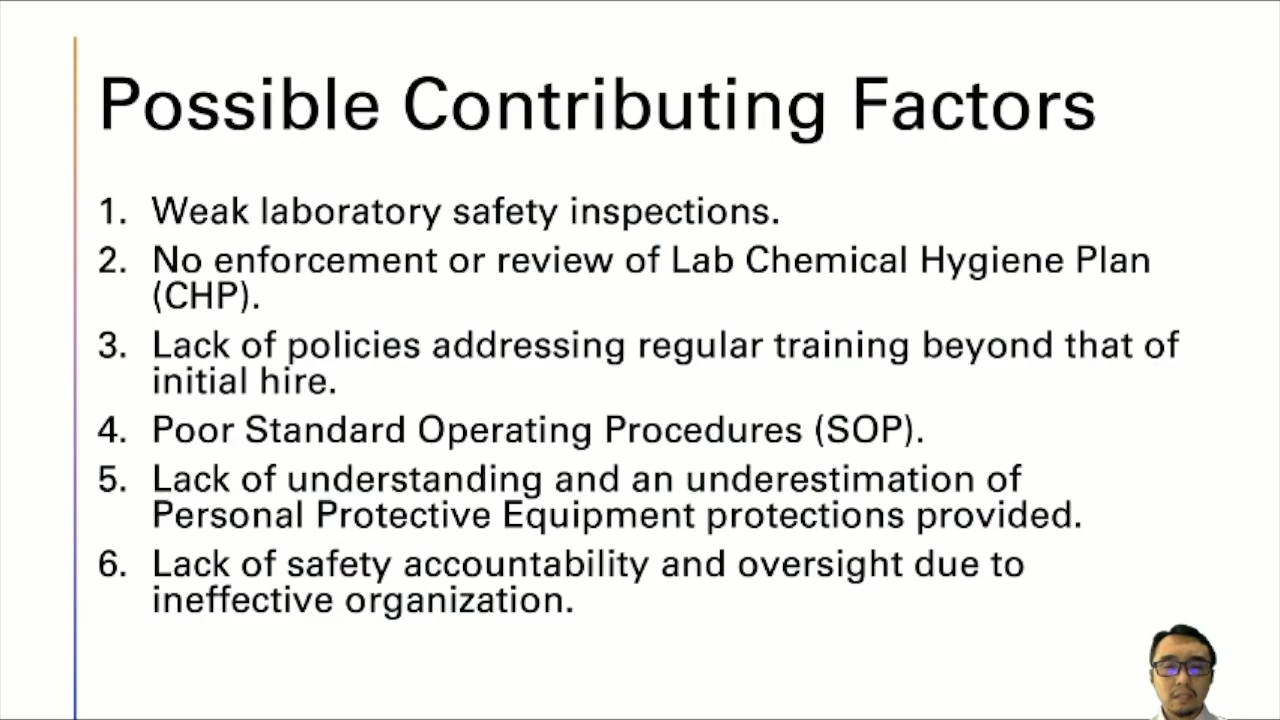 Possible Contributing Factors
1. Weak laboratory safety inspections.
2. No enforcement or review of Lab Chemical Hygiene Plan
(CHP).
3. Lack of policies addressing regular training beyond that of
initial hire.
4. Poor Standard Operating Procedures (SOP).
5. Lack of understanding and an underestimation of
Personal Protective Equipment protections provided.
6. Lack of safety accountability and oversight due to
ineffective organization.